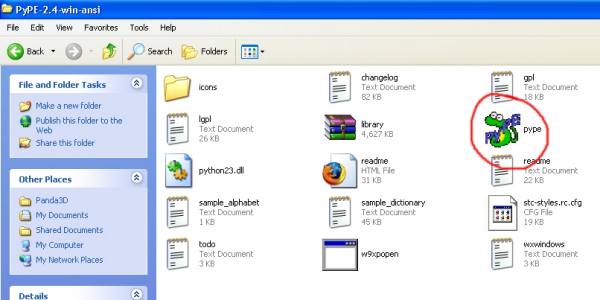 PyPE-2.4-win-ansi
File Edit View Favorites Tools Help
Back Search Folders
File and Folder Tasks
Make a new folder
Publish this folder to the
Web
Share this folder
Other Places
Panda3D
My Documents
Shared Documents
My Computer
My Network Places
Details
icons
changelog
Text Document
82 KB
gpl
Text Document
18 KB
lgpl
Text Document
26 KB
library
4,627 KB
pype
python23.dll
readme
HTML File
31 KB
readme
Text Document
22 KB
sample_alphabet
Text Document
1 KB
sample_dictionary
Text Document
45 KB
stc-styles.rc.cfg
CFG File
19 KB
todo
Text Document
3 KB
w9xpopen
wxwindows
Text Document
3 KB